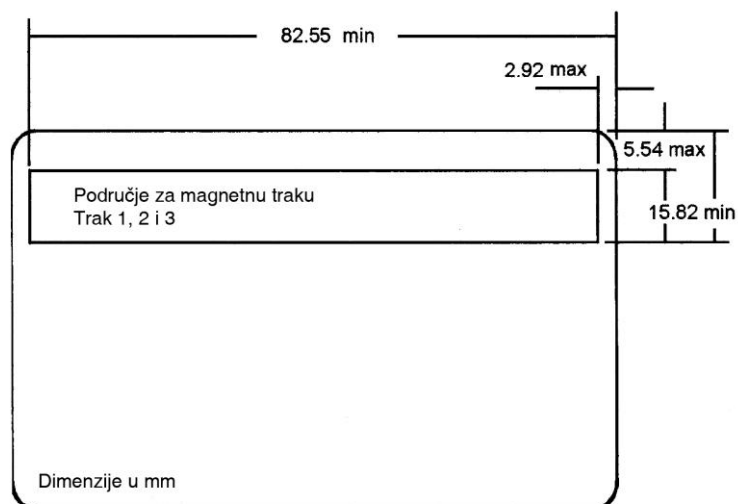 82.55 min
2.92 max
5.54 max
Područje za magnetnu traku
Trak 1, 2 i 3
15.82 min
Dimenzije u mm